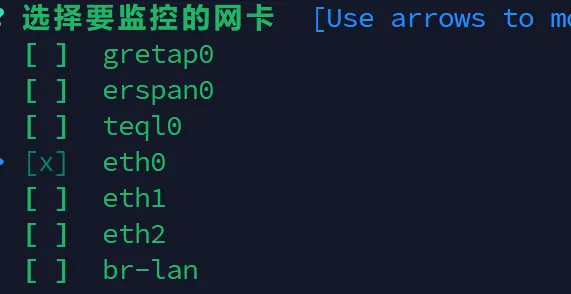 ? 选择要监控的网卡 [Use arrows to mo
[ ] gretap0
[ ] erspan0
[ ] teql0
> [x] eth0
[ ] eth1
[ ] eth2
[ ] br-lan